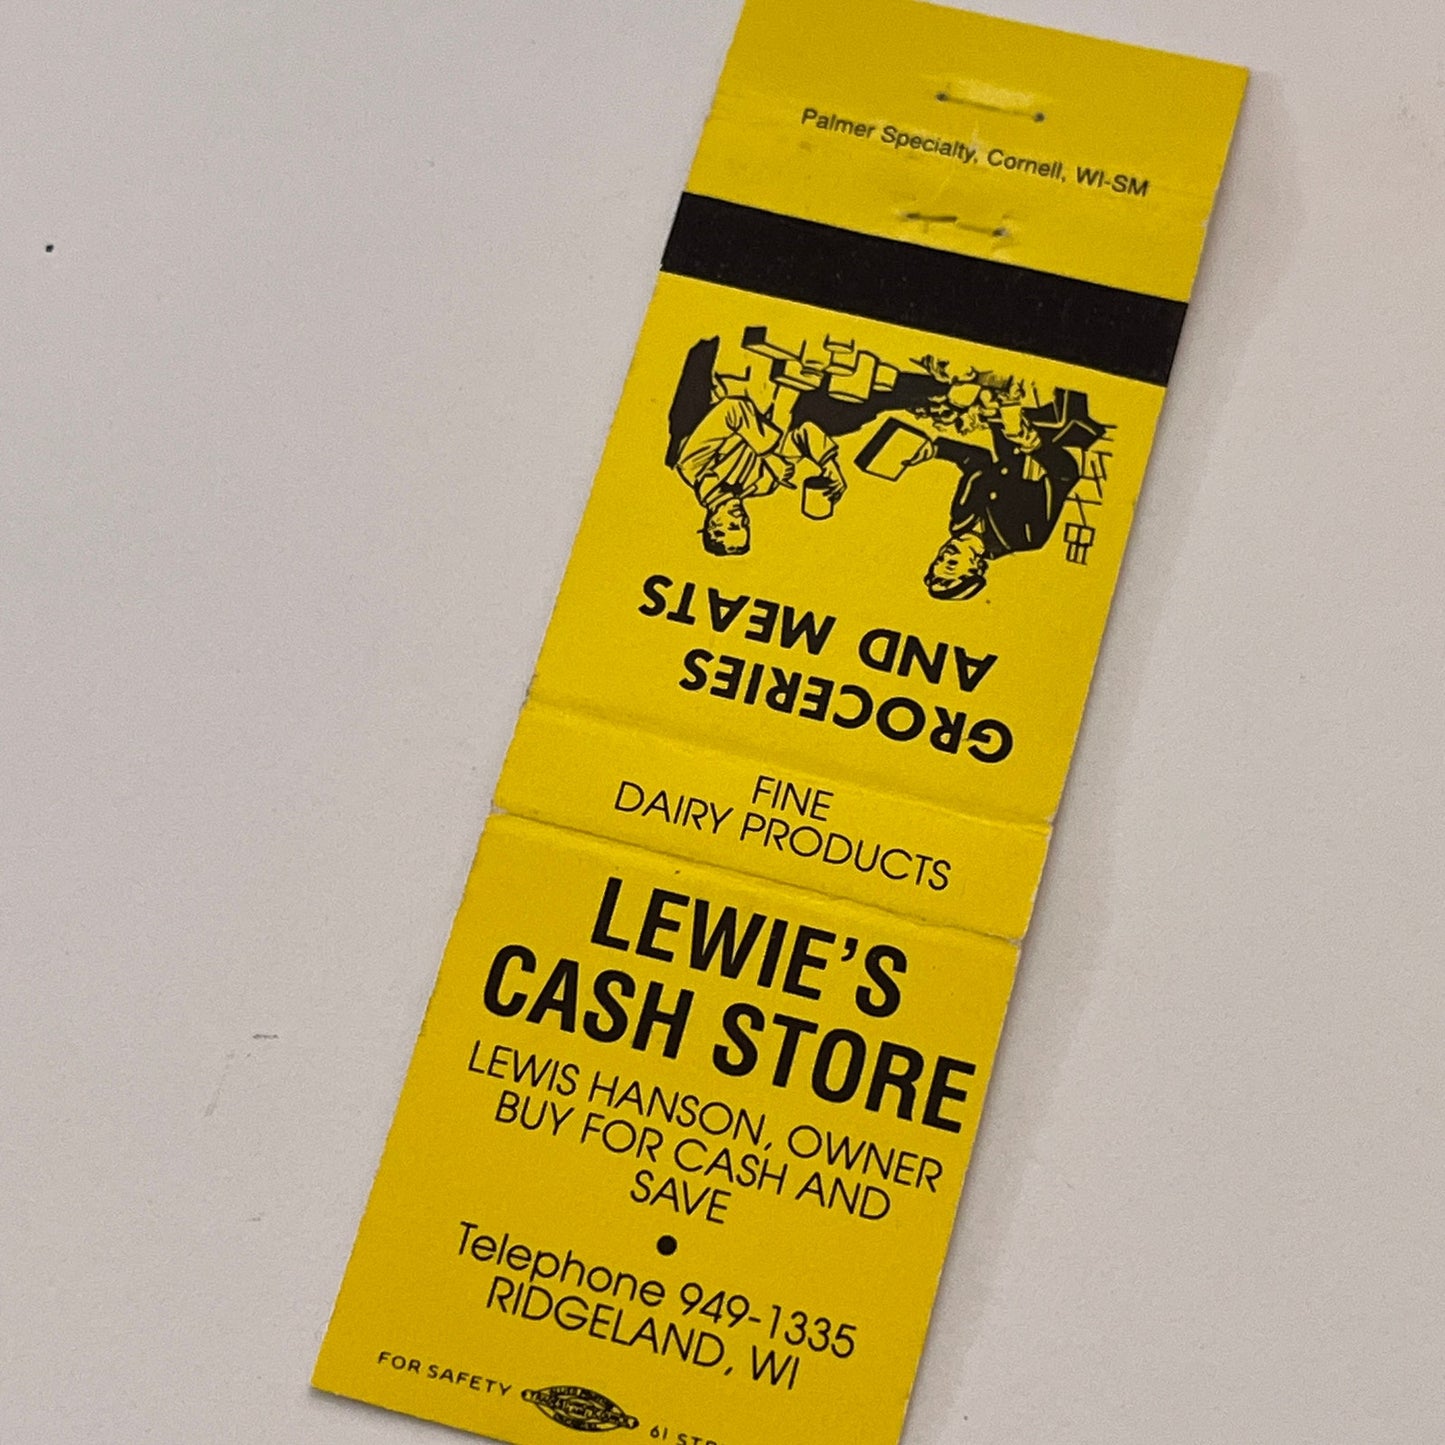 Palmer Specialty, Cornell, WI-SM
GROCERIES
AND MEATS
FINE
DAIRY PRODUCTS
LEWIE'S
CASH STORE
LEWIS HANSON, OWNER
BUY FOR CASH AND
SAVE
•
Telephone 949-1335
RIDGELAND, WI
FOR SAFETY
61